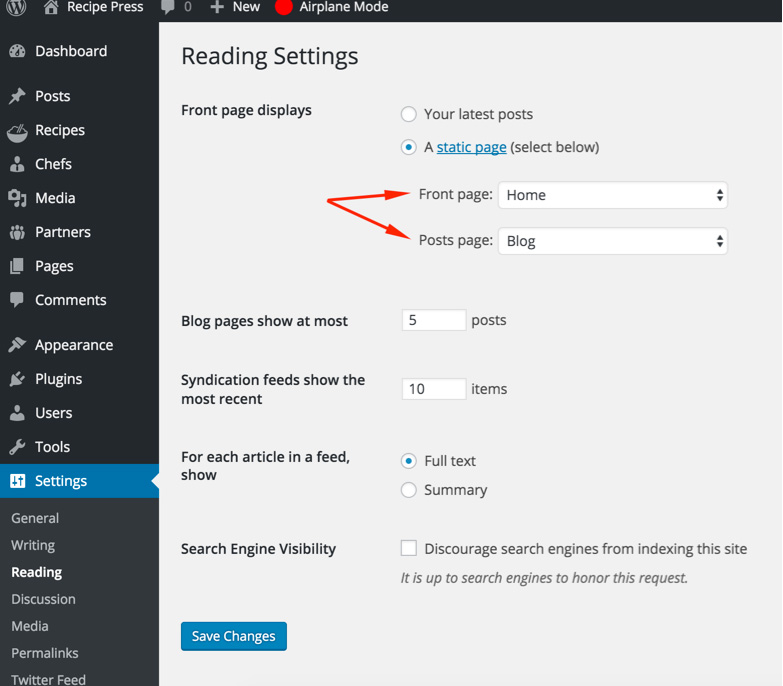 Recipe Press 0 New Airplane Mode
Dashboard
Posts
Recipes
Chefs
Media
Partners
Pages
Comments
Appearance
Plugins
Users
Tools
Settings
General
Writing
Reading
Discussion
Media
Permalinks
Twitter Feed
Reading Settings
Front page displays
Your latest posts
A static page (select below)
Front page: Home
Posts page: Blog
Blog pages show at most 5 posts
Syndication feeds show the
most recent
10 items
For each article in a feed,
show
Full text
Summary
Search Engine Visibility
Discourage search engines from indexing this site
It is up to search engines to honor this request.
Save Changes